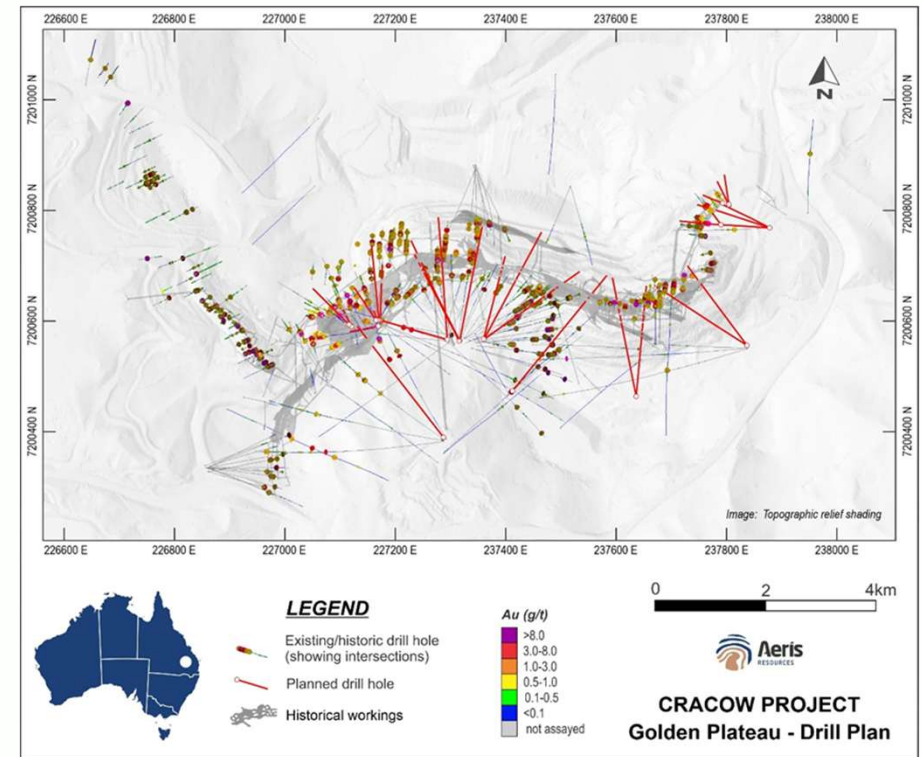 226600 E 226800 E 227000 E 227200 E 237400 E 237600 E 237800 E 238000 E
7201000 N 7201000 N
N
7200800 N 7200800 N
7200600 N 7200600 N
7200400 N 7200400 N
Image: Topographic relief shading
226600 E 226800 E 227000 E 227200 E 237400 E 237600 E 237800 E 238000 E
LEGEND
Existing/historic drill hole
(showing intersections)
Planned drill hole
Historical workings
Au (g/t)
>8.0
3.0-8.0
1.0-3.0
0.5-1.0
0.1-0.5
<0.1
not assayed
0 2 4km
Aeris
RESOURCES
CRACOW PROJECT
Golden Plateau - Drill Plan